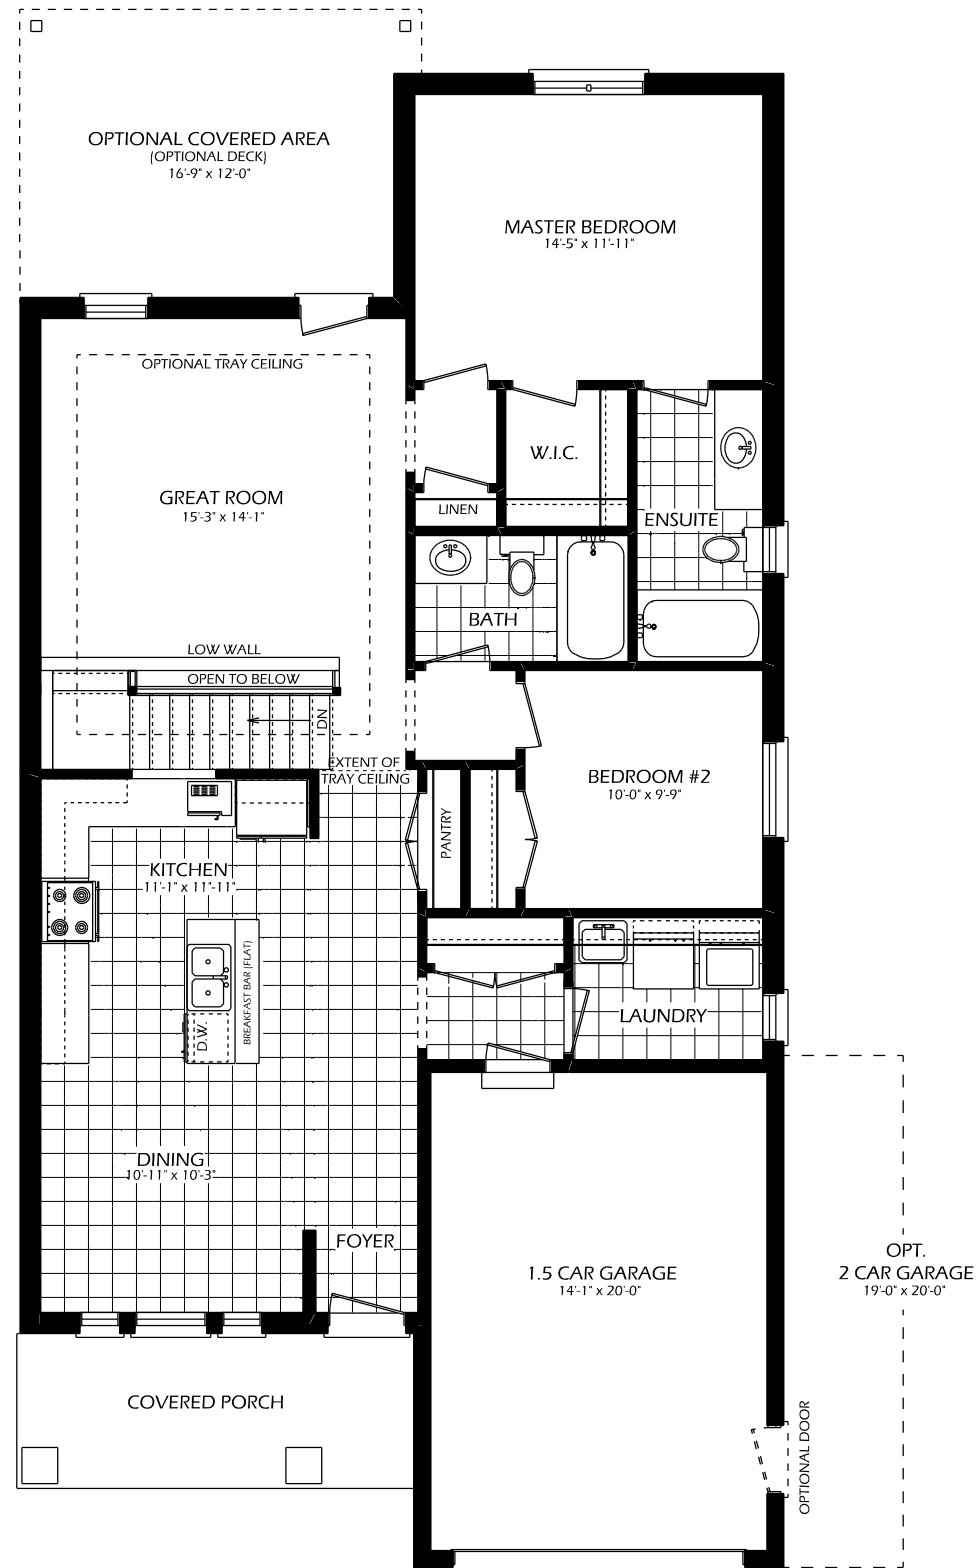 OPTIONAL COVERED AREA
(OPTIONAL DECK)
16'-9" x 12'-0"
MASTER BEDROOM
14'-5" x 11'-11"
OPTIONAL TRAY CEILING
W.I.C.
GREAT ROOM
15'-3" x 14'-1"
LINEN
ENSUITE
BATH
LOW WALL
OPEN TO BELOW
DN
EXTENT OF
TRAY CEILING
BEDROOM #2
10'-0" x 9'-9"
PANTRY
KITCHEN
11'-1" x 11"-11"
BREAKFAST BAR (FLAT)
D.W.
LAUNDRY
DINING
10'-11" x 10'-3"
FOYER
1.5 CAR GARAGE
14'-1" x 20'-0"
OPT.
2 CAR GARAGE
19'-0" x 20'-0"
COVERED PORCH
OPTIONAL DOOR